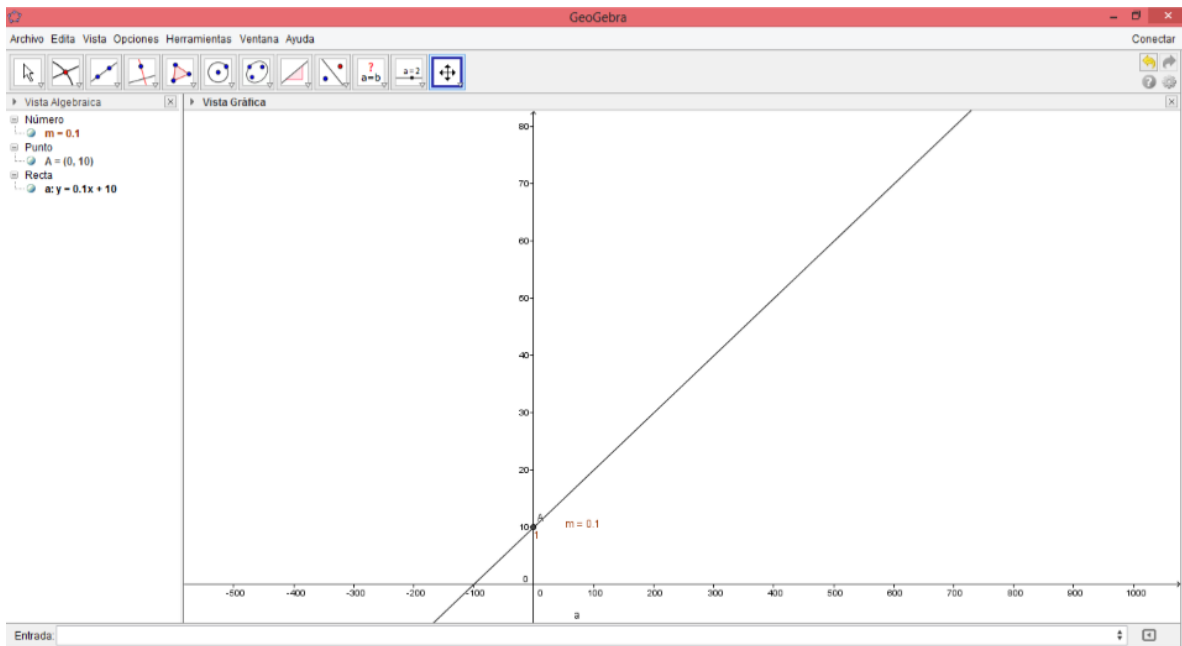 GeoGebra
Archivo Edita Vista Opciones Herramientas Ventana Ayuda
Conectar
? a=b
a=2
Vista Algebraica
Vista Gráfica
Número
m = 0.1
Punto
A = (0, 10)
Recta
a: y = 0.1x + 10
80
70
60
50
40
30
20
10
0
A
m = 0.1
1
-500 -400 -300 -200 -100 0 100 200 300 400 500 600 700 800 900 1000
a
Entrada: